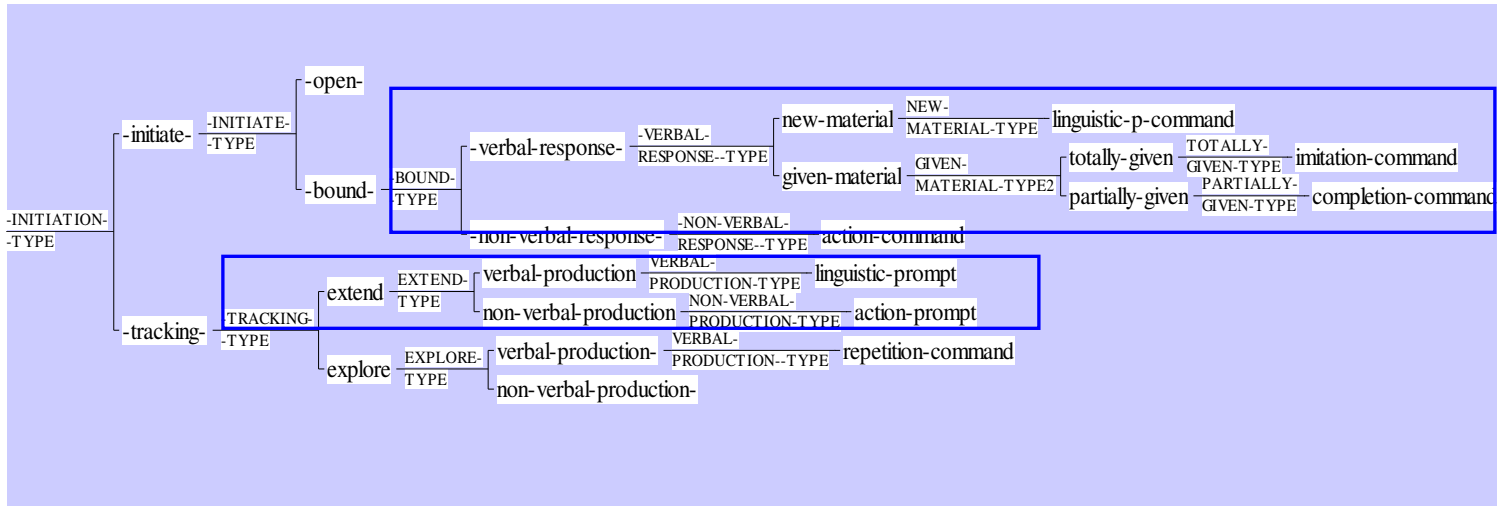 -open-
-initiate-
-INITIATE-
-TYPE
-bound-
-BOUND-
-TYPE
-verbal-response-
-VERBAL-
RESPONSE--TYPE
new-material
NEW-
MATERIAL-TYPE
linguistic-p-command
given-material
GIVEN-
MATERIAL-TYPE2
totally-given
TOTALLY-
GIVEN-TYPE
imitation-command
partially-given
PARTIALLY-
GIVEN-TYPE
completion-command
-non-verbal-response-
-NON-VERBAL-
RESPONSE--TYPE
action-command
-INITIATION-
-TYPE
-tracking-
-TRACKING-
-TYPE
extend
EXTEND-
TYPE
verbal-production
VERBAL-
PRODUCTION-TYPE
linguistic-prompt
non-verbal-production
NON-VERBAL-
PRODUCTION-TYPE
action-prompt
explore
EXPLORE-
TYPE
verbal-production-
VERBAL-
PRODUCTION--TYPE
repetition-command
non-verbal-production-